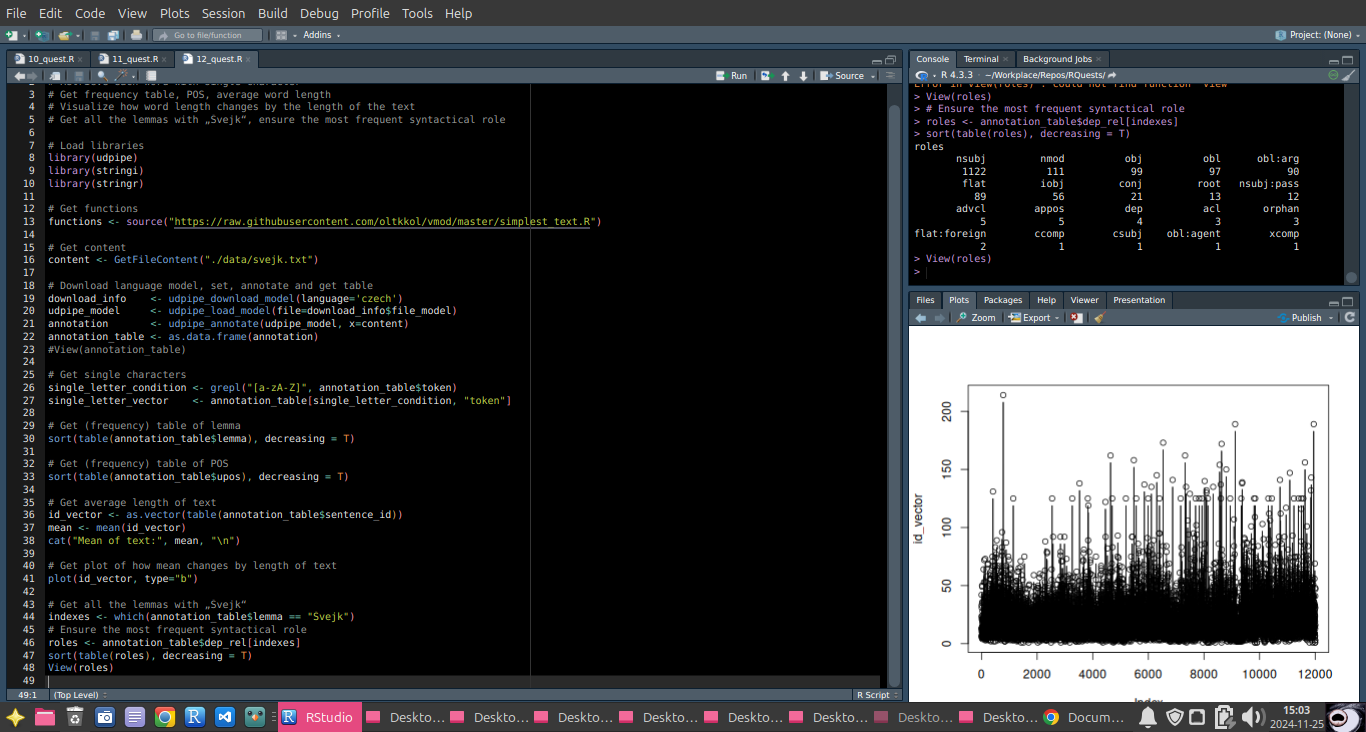 File Edit Code View Plots Session Build Debug Profile Tools Help
Go to file/function Addins Project: (None)
10_quest.R 11_quest.R 12_quest.R
Run Source
3 # Get frequency table, POS, average word length
4 # Visualize how word length changes by the length of the text
5 # Get all the lemmas with „Švejk“, ensure the most frequent syntactical role
6
7 # Load libraries
8 library(udpipe)
9 library(stringi)
10 library(stringr)
11
12 # Get functions
13 functions <- source("https://raw.githubusercontent.com/oltkkol/vmod/master/simplest_text.R")
14
15 # Get content
16 content <- GetFileContent("./data/svejk.txt")
17
18 # Download language model, set, annotate and get table
19 download_info <- udpipe_download_model(language='czech')
20 udpipe_model <- udpipe_load_model(file=download_info$file_model)
21 annotation <- udpipe_annotate(udpipe_model, x=content)
22 annotation_table <- as.data.frame(annotation)
23 #View(annotation_table)
24
25 # Get single characters
26 single_letter_condition <- grepl("[a-zA-Z]", annotation_table$token)
27 single_letter_vector <- annotation_table[single_letter_condition, "token"]
28
29 # Get (frequency) table of lemma
30 sort(table(annotation_table$lemma), decreasing = T)
31
32 # Get (frequency) table of POS
33 sort(table(annotation_table$upos), decreasing = T)
34
35 # Get average length of text
36 id_vector <- as.vector(table(annotation_table$sentence_id))
37 mean <- mean(id_vector)
38 cat("Mean of text:", mean, "\n")
39
40 # Get plot of how mean changes by length of text
41 plot(id_vector, type="b")
42
43 # Get all the lemmas with „Švejk“
44 indexes <- which(annotation_table$lemma == "Švejk")
45 # Ensure the most frequent syntactical role
46 roles <- annotation_table$dep_rel[indexes]
47 sort(table(roles), decreasing = T)
48 View(roles)
49
49:1 (Top Level) R Script
Console Terminal Background Jobs
R 4.3.3 · ~/Workplace/Repos/RQuests/
> View(roles)
> # Ensure the most frequent syntactical role
> roles <- annotation_table$dep_rel[indexes]
> sort(table(roles), decreasing = T)
roles
nsubj nmod obj obl obl:arg
1122 111 99 97 90
flat iobj conj root nsubj:pass
89 56 21 13 12
advcl appos dep acl orphan
5 5 4 3 3
flat:foreign ccomp csubj obl:agent xcomp
2 1 1 1 1
> View(roles)
>
Files Plots Packages Help Viewer Presentation
Zoom Export Publish
id_vector
200
150
100
50
0
0 2000 4000 6000 8000 10000 12000
RStudio Deskto... Deskto... Deskto... Deskto... Deskto... Deskto... Deskto... Deskto... Docum...
15:03
2024-11-25